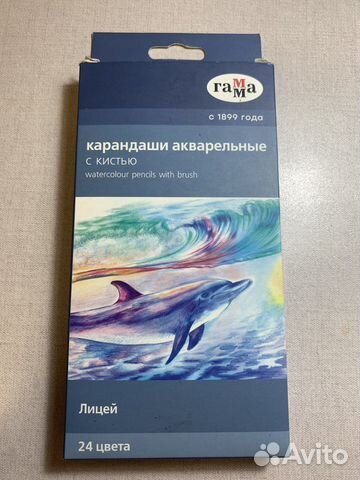 гамма
с 1899 года
карандаши акварельные
с кистью
watercolour pencils with brush
Лицей
24 цвета
Avito